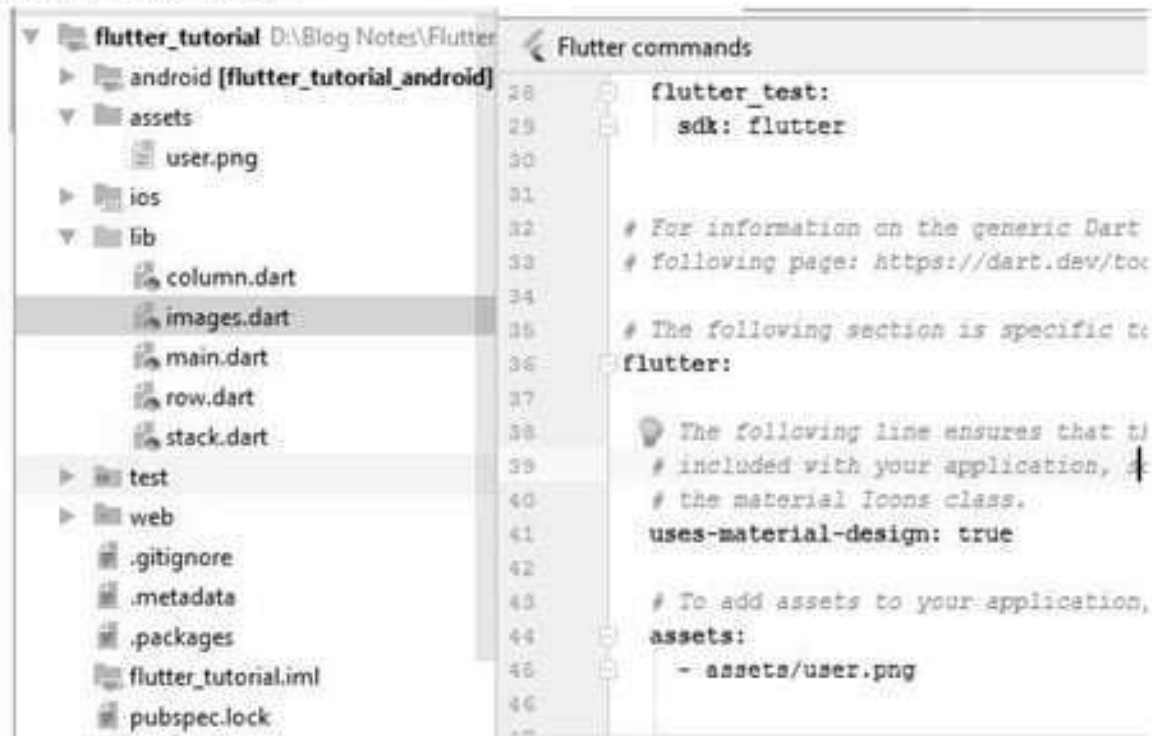 flutter_tutorial D:\Blog Notes\Flutter
android [flutter_tutorial_android]
assets
user.png
ios
lib
column.dart
images.dart
main.dart
row.dart
stack.dart
test
web
.gitignore
.metadata
.packages
flutter_tutorial.iml
pubspec.lock
Flutter commands
28 flutter_test:
29 sdk: flutter
30
31
32 # For information on the generic Dart
33 # following page: https://dart.dev/too
34
35 # The following section is specific to
36 flutter:
37
38 The following line ensures that th
39 # included with your application, so
40 # the material Icons class.
41 uses-material-design: true
42
43 # To add assets to your application,
44 assets:
45 - assets/user.png
46